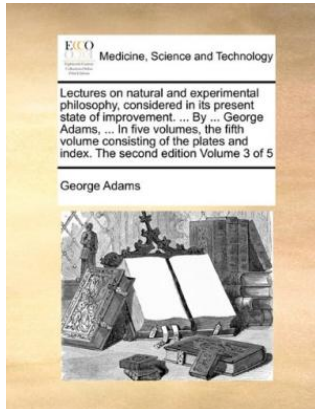 ECCO
Medicine, Science and Technology
Lectures on natural and experimental
philosophy, considered in its present
state of improvement. ... By ... George
Adams, ... In five volumes, the fifth
volume consisting of the plates and
index. The second edition Volume 3 of 5
George Adams